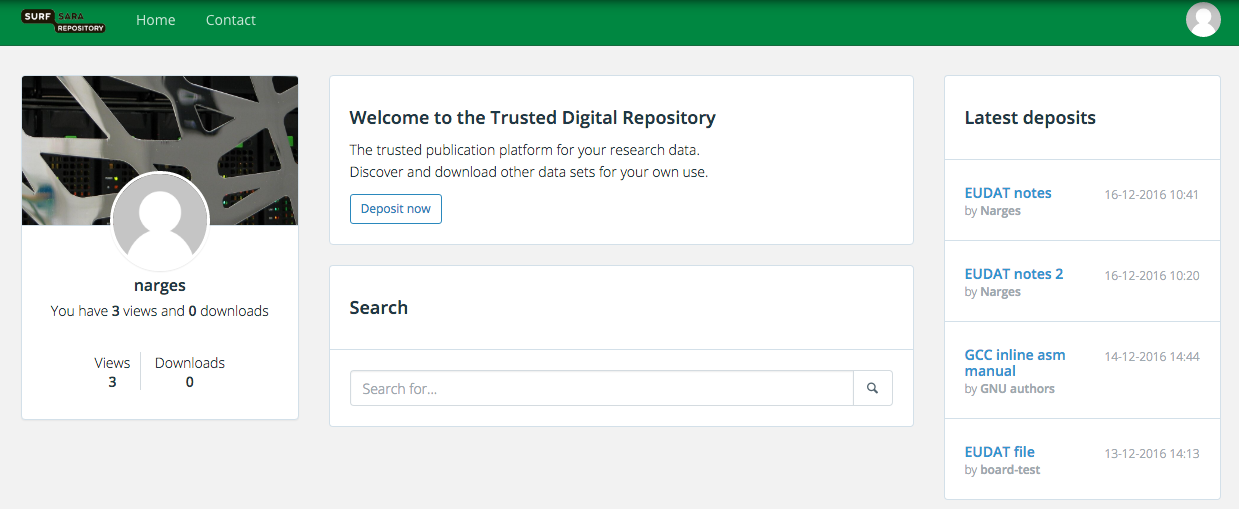 SURF SARA
REPOSITORY
Home
Contact
narges
You have 3 views and 0 downloads
Views
3
Downloads
0
Welcome to the Trusted Digital Repository
The trusted publication platform for your research data.
Discover and download other data sets for your own use.
Deposit now
Search
Search for...
Latest deposits
EUDAT notes
16-12-2016 10:41
by Narges
EUDAT notes 2
16-12-2016 10:20
by Narges
GCC inline asm
manual
14-12-2016 14:44
by GNU authors
EUDAT file
13-12-2016 14:13
by board-test